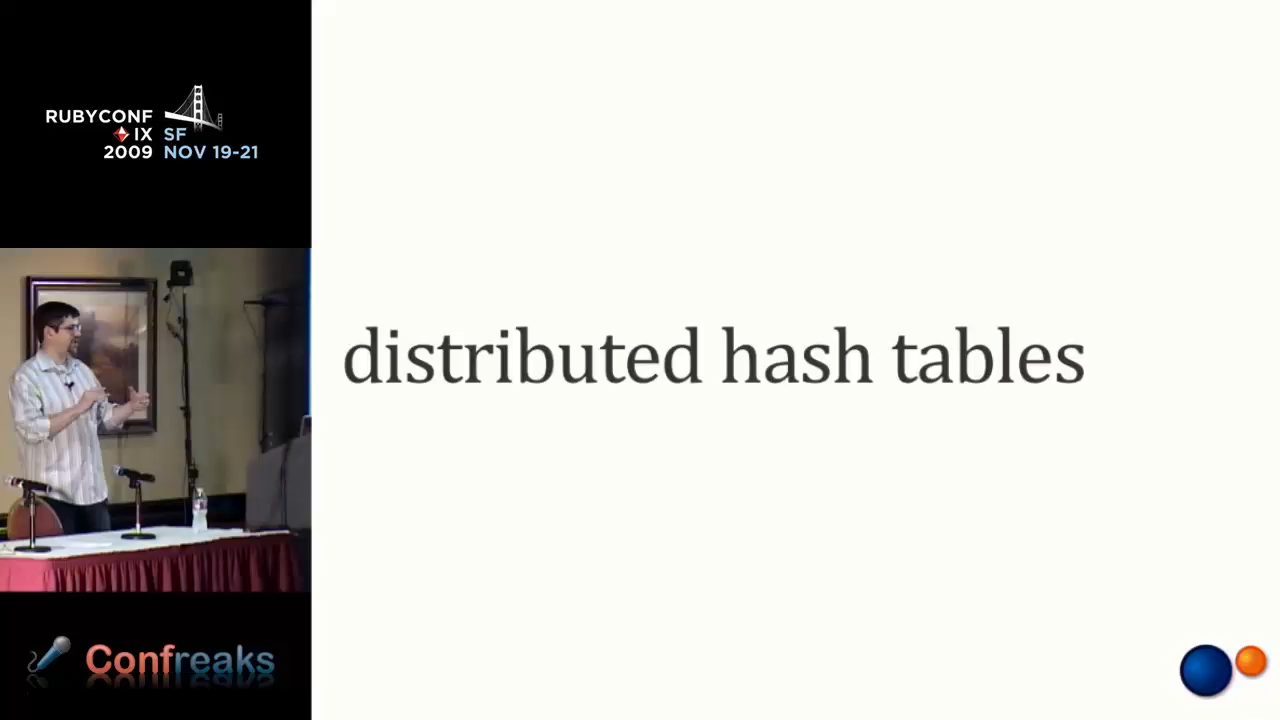 RUBYCONF
IX SF
2009 NOV 19-21
distributed hash tables
Confreaks